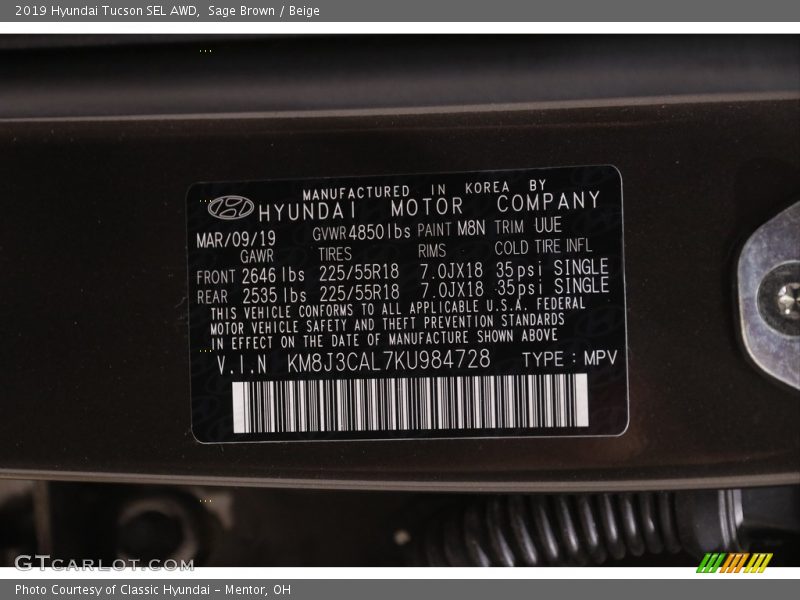 2019 Hyundai Tucson SEL AWD,  Sage Brown / Beige
MANUFACTURED IN KOREA BY
HYUNDAI MOTOR COMPANY
MAR/09/19 GVWR 4850lbs PAINT M8N TRIM UUE
GAWR TIRES RIMS COLD TIRE INFL
FRONT 2646 lbs 225/55R18 7.0JX18 35psi SINGLE
REAR 2535 lbs 225/55R18 7.0JX18 35psi SINGLE
THIS VEHICLE CONFORMS TO ALL APPLICABLE U.S.A. FEDERAL
MOTOR VEHICLE SAFETY AND THEFT PREVENTION STANDARDS
IN EFFECT ON THE DATE OF MANUFACTURE SHOWN ABOVE
V.I.N KM8J3CAL7KU984728 TYPE : MPV
GTCARLOT.COM
Photo Courtesy of Classic Hyundai - Mentor, OH